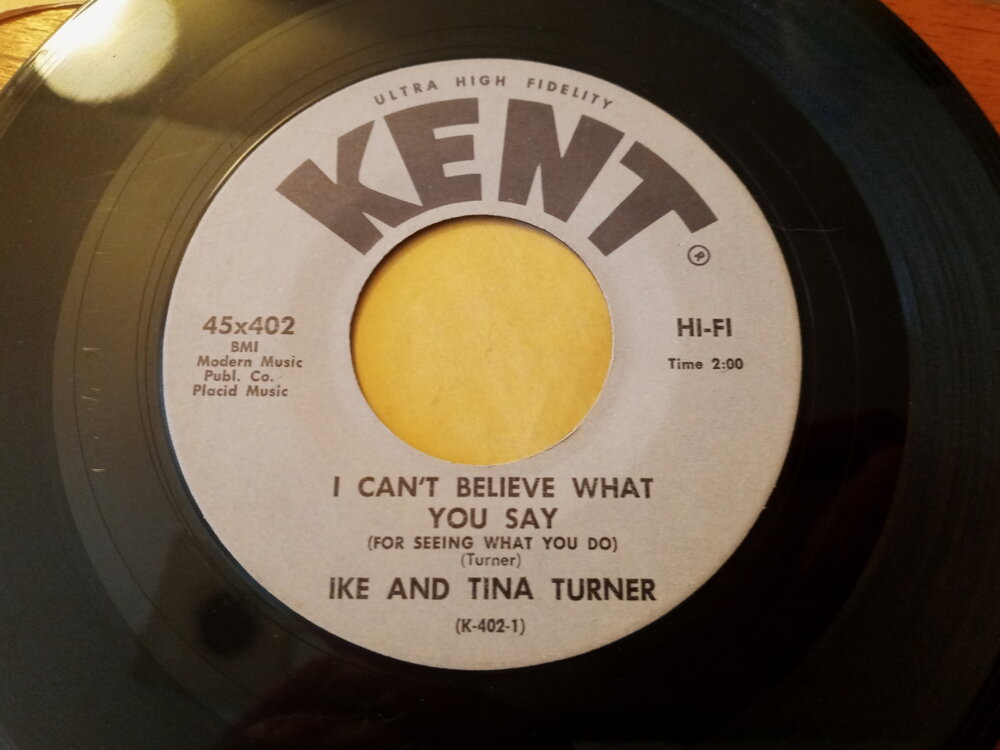 ULTRA HIGH FIDELITY
KENT
®
45x402
BMI
Modern Music
Publ. Co.
Placid Music
HI-FI
Time 2:00
I CAN'T BELIEVE WHAT
YOU SAY
(FOR SEEING WHAT YOU DO)
(Turner)
IKE AND TINA TURNER
(K-402-1)